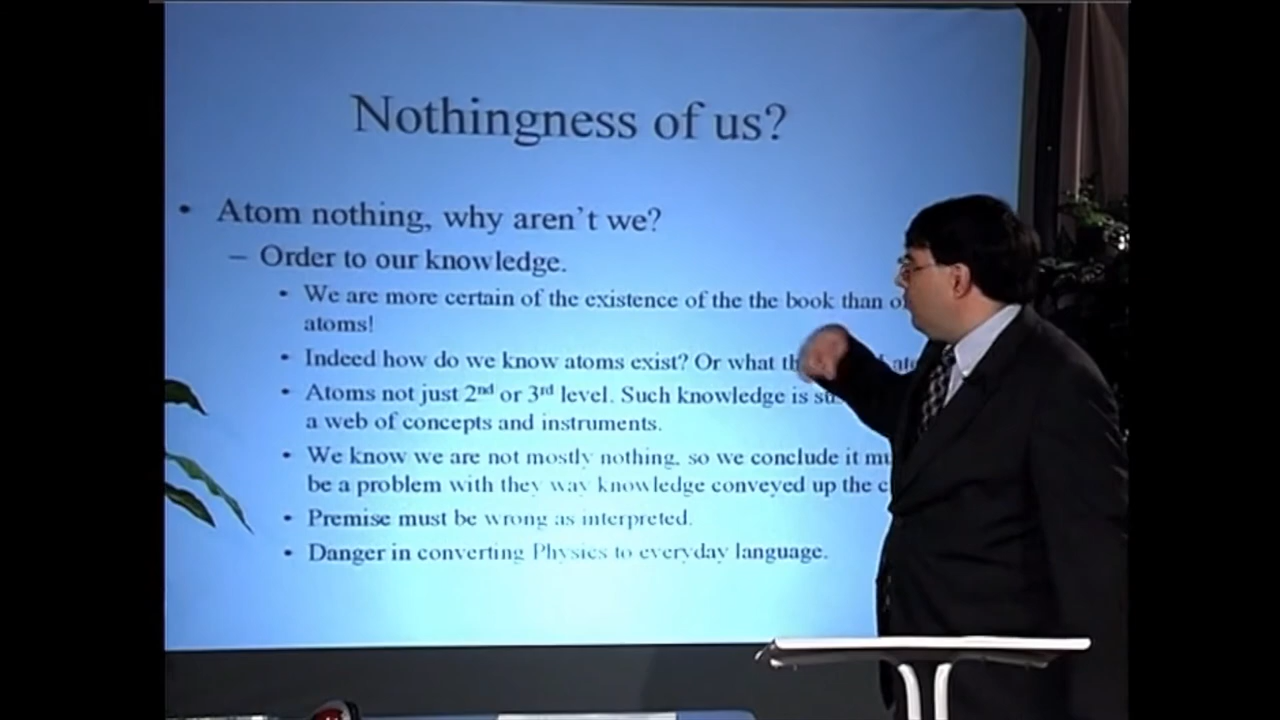 Nothingness of us?
• Atom nothing, why aren't we?
– Order to our knowledge.
• We are more certain of the existence of the the book than
atoms!
• Indeed how do we know atoms exist? Or what
• Atoms not just 2nd or 3rd level. Such knowledge is
a web of concepts and instruments.
• We know we are not mostly nothing, so we conclude it
be a problem with they way knowledge conveyed up the
• Premise must be wrong as interpreted.
• Danger in converting Physics to everyday language.